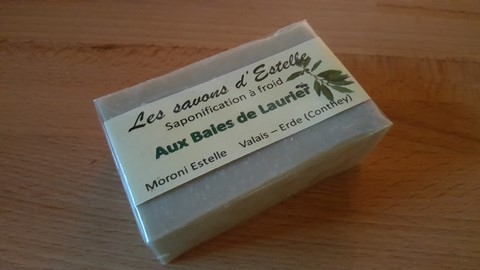 Les savons d'Estelle
Saponification à froid
Aux Baies de Laurier
Moroni Estelle Valais – Erde (Conthey)